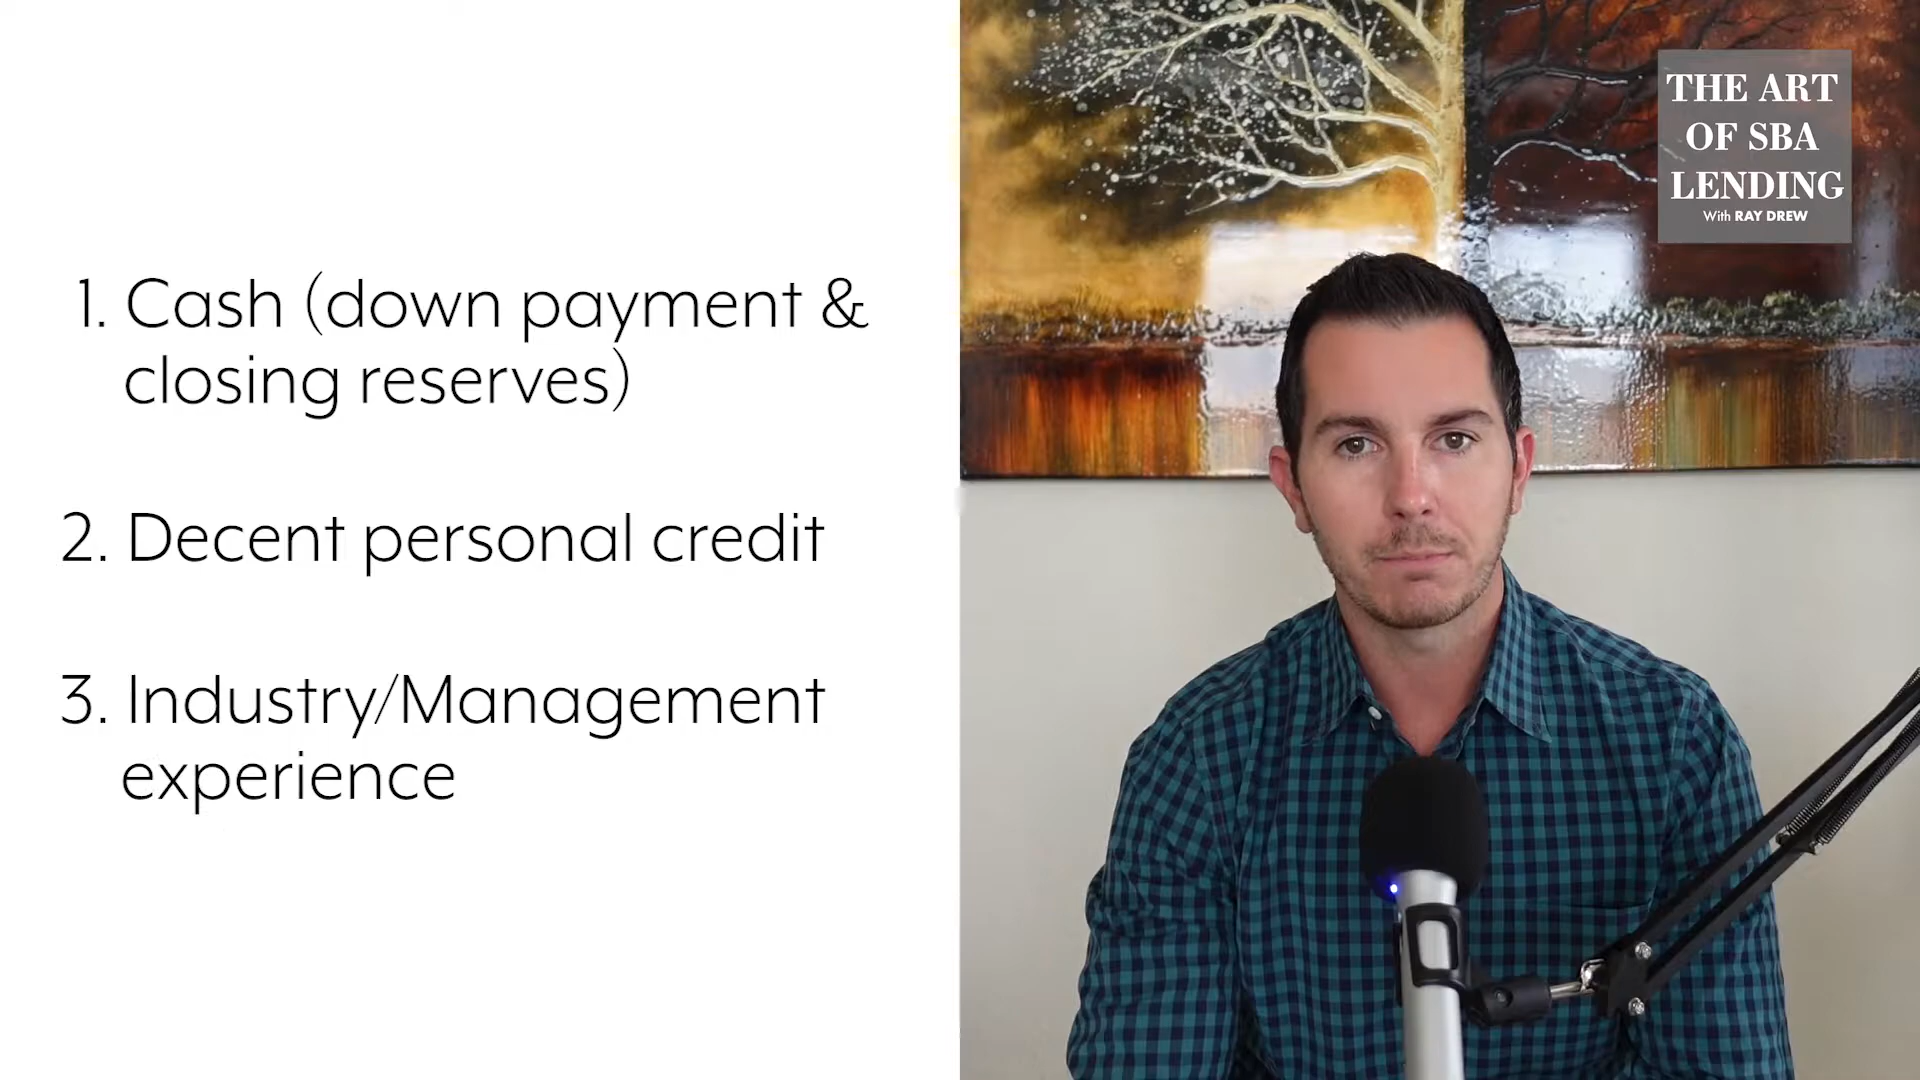 1. Cash (down payment &
closing reserves)
2. Decent personal credit
3. Industry/Management
experience
THE ART
OF SBA
LENDING
With RAY DREW